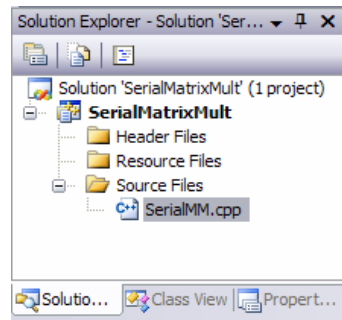 Solution Explorer - Solution 'Ser...
Solution 'SerialMatrixMult' (1 project)
SerialMatrixMult
Header Files
Resource Files
Source Files
C++ SerialMM.cpp
Solutio... Class View Propert...